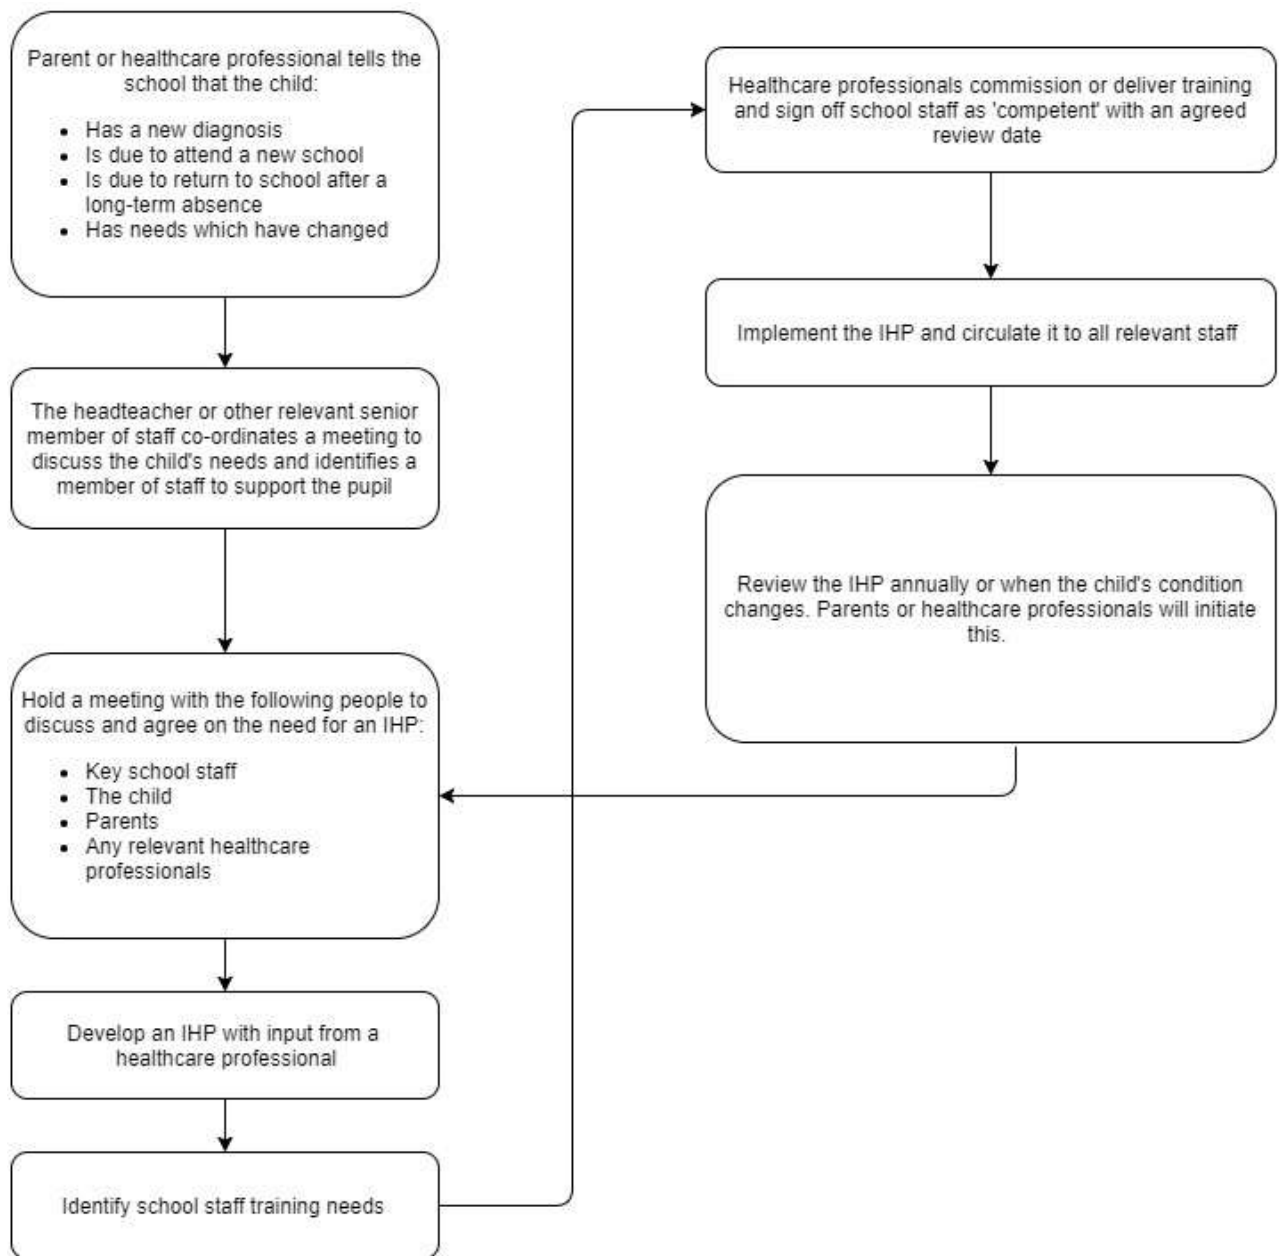 Parent or healthcare professional tells the
school that the child:
• Has a new diagnosis
• Is due to attend a new school
• Is due to return to school after a
long-term absence
• Has needs which have changed
The headteacher or other relevant senior
member of staff co-ordinates a meeting to
discuss the child's needs and identifies a
member of staff to support the pupil
Hold a meeting with the following people to
discuss and agree on the need for an IHP:
• Key school staff
• The child
• Parents
• Any relevant healthcare
professionals
Develop an IHP with input from a
healthcare professional
Identify school staff training needs
Healthcare professionals commission or deliver training
and sign off school staff as 'competent' with an agreed
review date
Implement the IHP and circulate it to all relevant staff
Review the IHP annually or when the child's condition
changes. Parents or healthcare professionals will initiate
this.